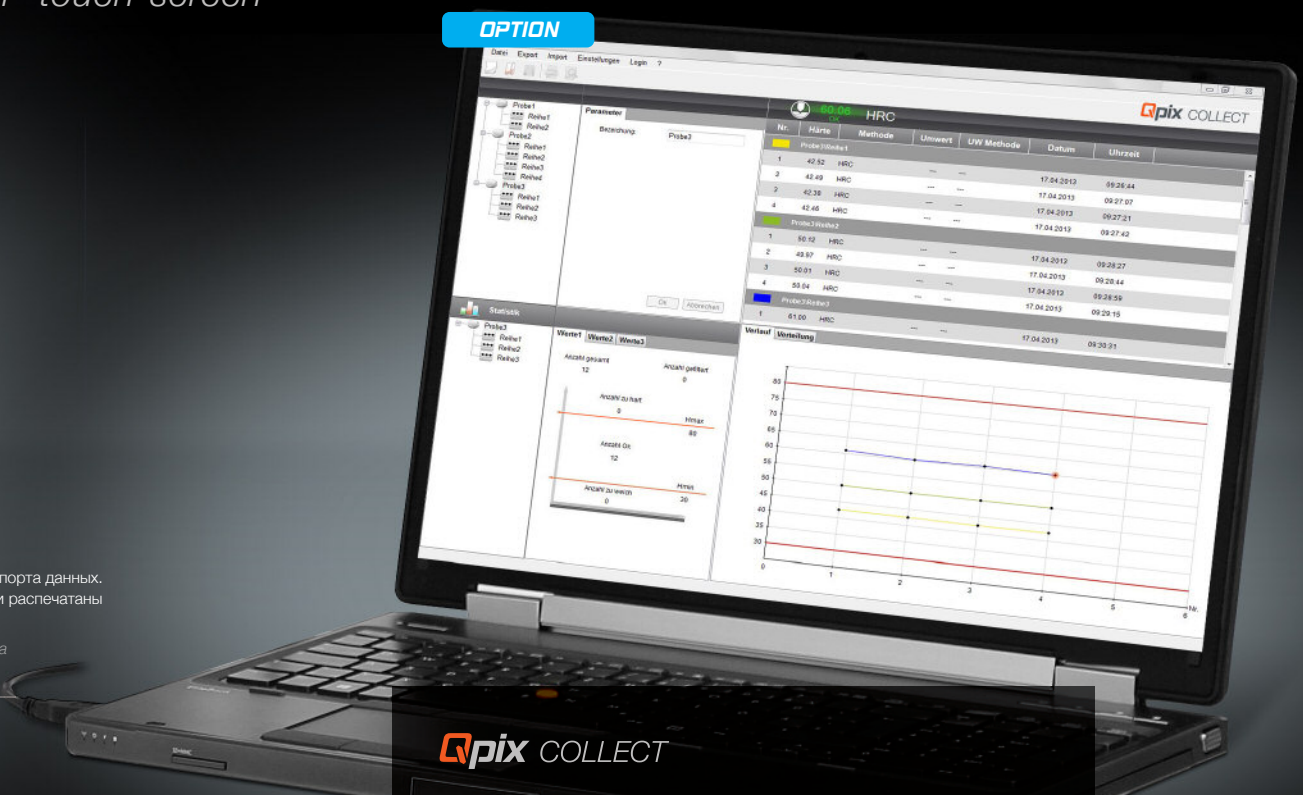 touch screen
OPTION
Datei Export Import Einstellungen Login ?
Qpix COLLECT
Probe1
Reihe1
Reihe2
Probe2
Reihe1
Reihe2
Reihe3
Reihe4
Probe3
Reihe1
Reihe2
Reihe3
Parameter
Bezeichung: Probe3
Ok Abbrechen
60.06 HRC
OK
Nr. Härte Methode Umwert UW Methode Datum Uhrzeit
Probe3\Reihe1
1 42.52 HRC --- --- 17.04.2013 09:26:44
2 42.49 HRC --- --- 17.04.2013 09:27:07
3 42.38 HRC --- --- 17.04.2013 09:27:21
4 42.46 HRC --- --- 17.04.2013 09:27:42
Probe3\Reihe2
1 50.12 HRC --- --- 17.04.2013 09:28:27
2 49.97 HRC --- --- 17.04.2013 09:28:44
3 50.01 HRC --- --- 17.04.2013 09:28:59
4 50.04 HRC --- --- 17.04.2013 09:29:15
Probe3\Reihe3
1 61.00 HRC --- --- 17.04.2013 09:30:31
Statistik
Probe3
Reihe1
Reihe2
Reihe3
Werte1 Werte2 Werte3
Anzahl gesamt Anzahl gefiltert
12 0
Anzahl zu hart
0
Hmax
80
Anzahl Ok
12
Hmin
30
Anzahl zu weich
0
Verlauf Verteilung
80
75
70
65
60
55
50
45
40
35
30
0 1 2 3 4 5 6 Nr.
порта данных.
распечатаны
Qpix COLLECT